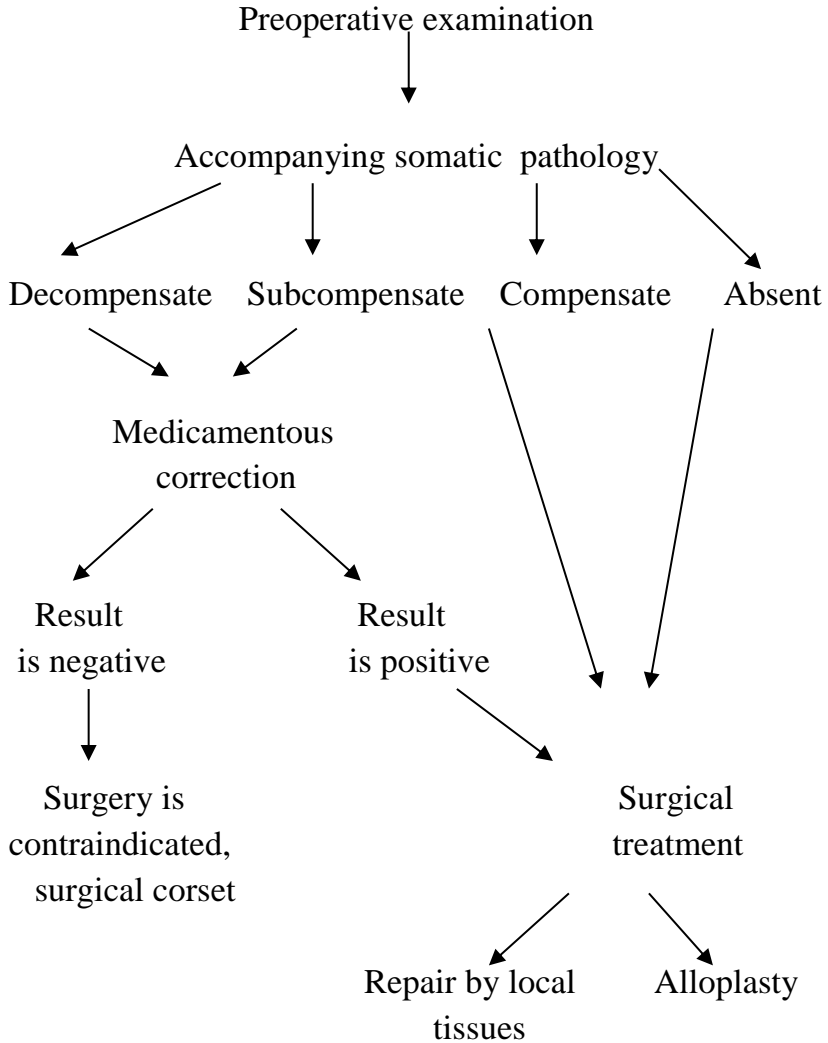 Preoperative examination
Accompanying somatic pathology
Decompensate Subcompensate Compensate Absent
Medicamentous
correction
Result
is negative
Result
is positive
Surgery is
contraindicated,
surgical corset
Surgical
treatment
Repair by local
tissues
Alloplasty